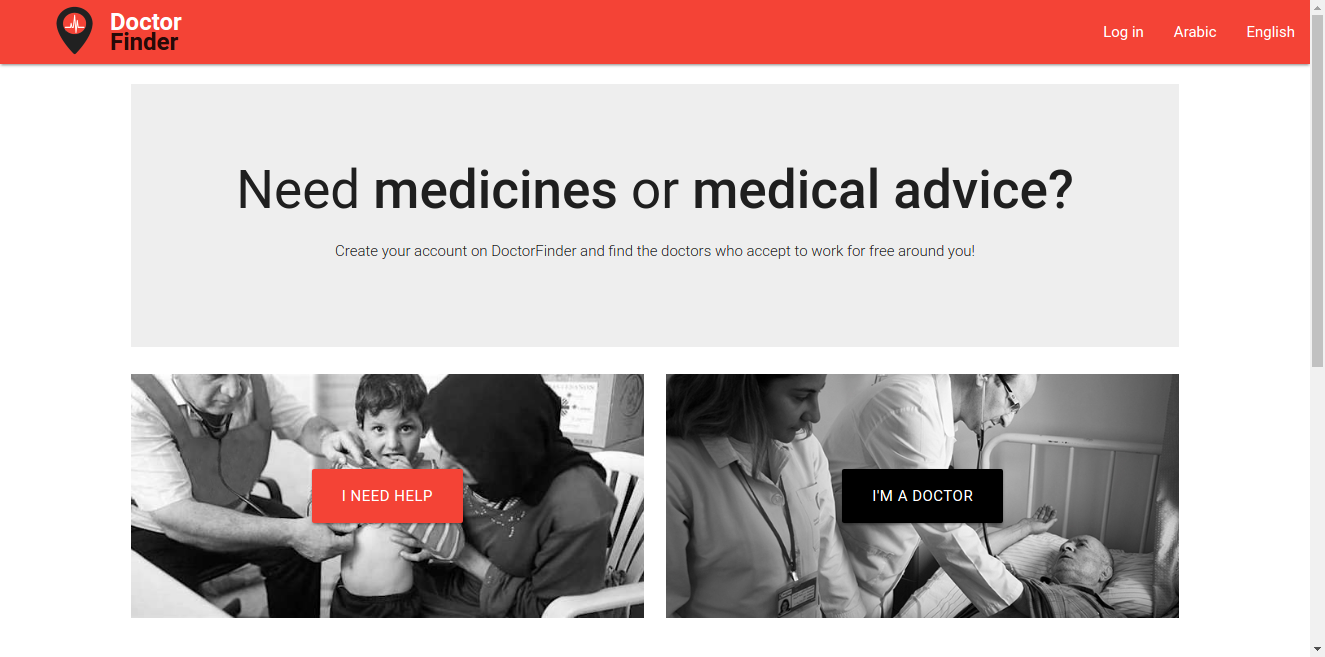 Doctor
Finder
Log in
Arabic
English
Need medicines or medical advice?
Create your account on DoctorFinder and find the doctors who accept to work for free around you!
I NEED HELP
I'M A DOCTOR